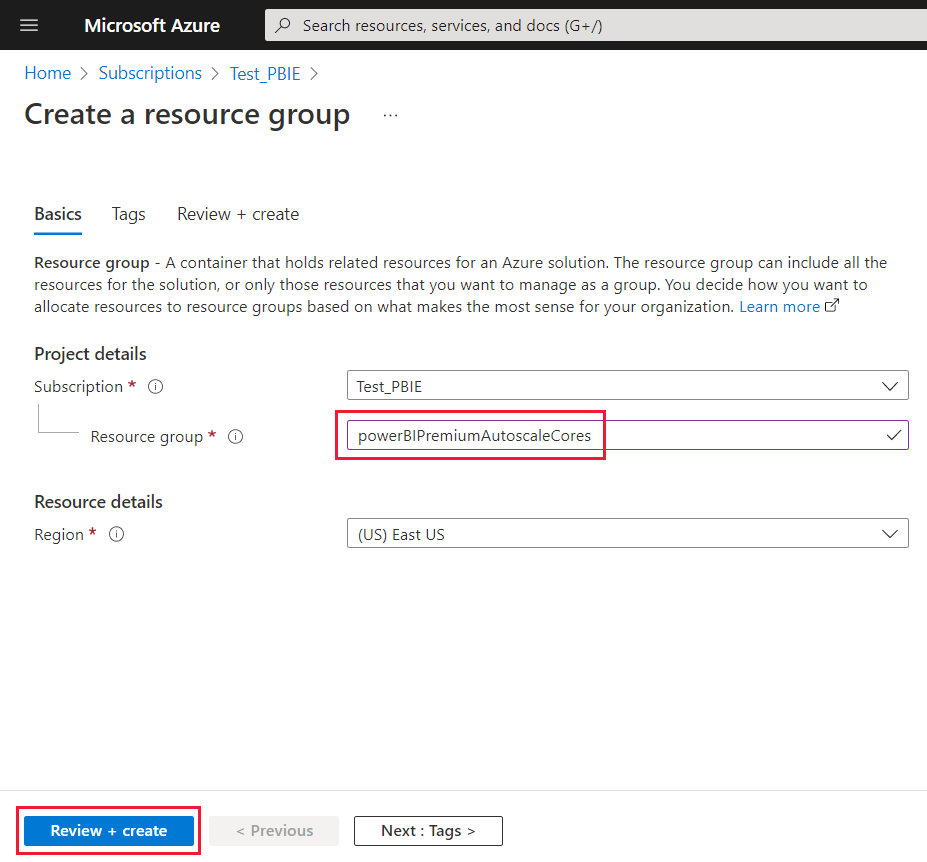 Microsoft Azure
Search resources, services, and docs (G+/)
Home > Subscriptions > Test_PBIE >
Create a resource group ...
Basics Tags Review + create
Resource group - A container that holds related resources for an Azure solution. The resource group can include all the
resources for the solution, or only those resources that you want to manage as a group. You decide how you want to
allocate resources to resource groups based on what makes the most sense for your organization. Learn more
Project details
Subscription * Test_PBIE
Resource group * powerBIPremiumAutoscaleCores
Resource details
Region * (US) East US
Review + create < Previous Next : Tags >